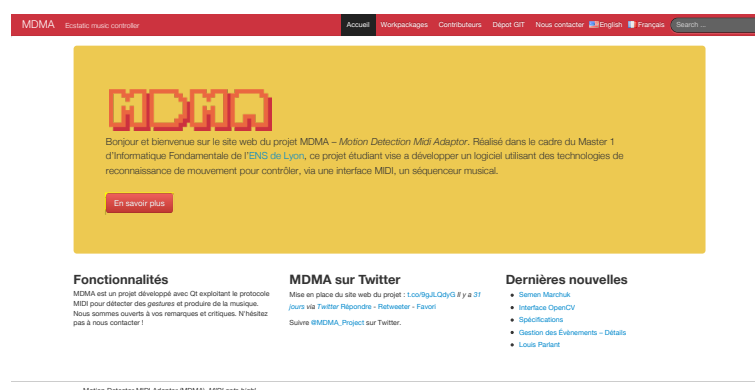 MDMA Ecstatic music controller Accueil Workpackages Contributeurs Dépot GIT Nous contacter English Français Search ...
MDMA
Bonjour et bienvenue sur le site web du projet MDMA – Motion Detection Midi Adaptor. Réalisé dans le cadre du Master 1
d'Informatique Fondamentale de l'ENS de Lyon, ce projet étudiant vise a développer un logiciel utilisant des technologies de
reconnaissance de mouvement pour contrôler, via une interface MIDI, un séquenceur musical.
En savoir plus
Fonctionnalités
MDMA est un projet développé avec Qt exploitant le protocole
MIDI pour détecter des gestures et produire de la musique.
Nous sommes ouverts à vos remarques et critiques. N'hésitez
pas à nous contacter !
MDMA sur Twitter
Mise en place du site web du projet : t.co/9gJLQdyG Il y a 31
jours via Twitter Répondre - Retweeter - Favori
Suivre @MDMA_Project sur Twitter.
Dernières nouvelles
Semen Marchuk
Interface OpenCV
Spécifications
Gestion des Évènements – Détails
Louis Parlant